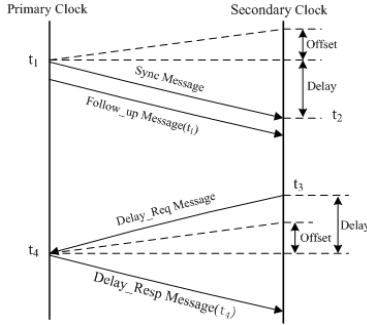 Primary Clock
Secondary Clock
Offset
t1
Sync Message
Delay
t2
Follow_up Message(t1)
t3
Delay_Req Message
Delay
Offset
t4
Delay_Resp Message(t4)